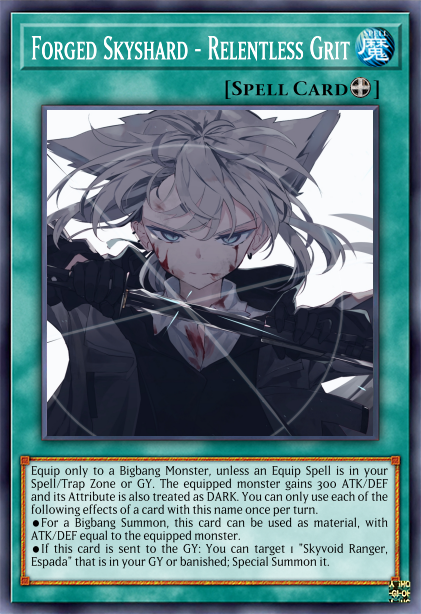 Forged Skyshard - Relentless Grit
SPELL
魔
[Spell Card]
Equip only to a Bigbang Monster, unless an Equip Spell is in your
Spell/Trap Zone or GY. The equipped monster gains 300 ATK/DEF
and its Attribute is also treated as DARK. You can only use each of the
following effects of a card with this name once per turn.
●For a Bigbang Summon, this card can be used as material, with
ATK/DEF equal to the equipped monster.
●If this card is sent to the GY: You can target 1 "Skyvoid Ranger,
Espada" that is in your GY or banished; Special Summon it.